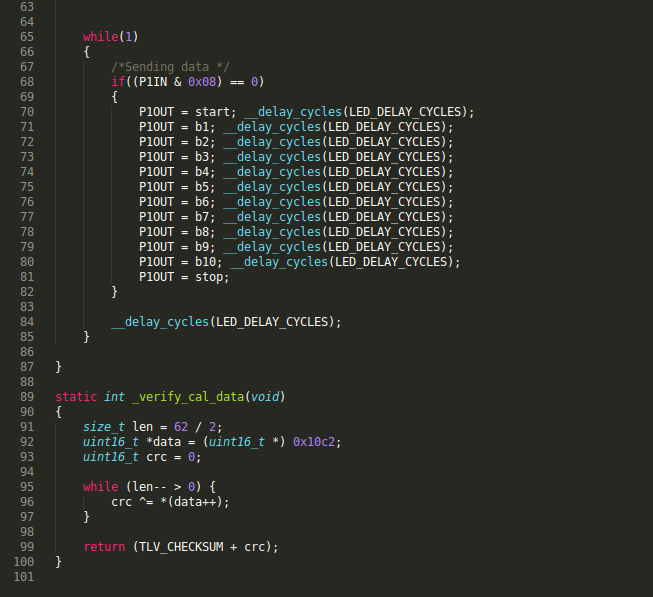 63
64
65 while(1)
66 {
67 /*Sending data */
68 if((P1IN & 0x08) == 0)
69 {
70 P1OUT = start; __delay_cycles(LED_DELAY_CYCLES);
71 P1OUT = b1; __delay_cycles(LED_DELAY_CYCLES);
72 P1OUT = b2; __delay_cycles(LED_DELAY_CYCLES);
73 P1OUT = b3; __delay_cycles(LED_DELAY_CYCLES);
74 P1OUT = b4; __delay_cycles(LED_DELAY_CYCLES);
75 P1OUT = b5; __delay_cycles(LED_DELAY_CYCLES);
76 P1OUT = b6; __delay_cycles(LED_DELAY_CYCLES);
77 P1OUT = b7; __delay_cycles(LED_DELAY_CYCLES);
78 P1OUT = b8; __delay_cycles(LED_DELAY_CYCLES);
79 P1OUT = b9; __delay_cycles(LED_DELAY_CYCLES);
80 P1OUT = b10; __delay_cycles(LED_DELAY_CYCLES);
81 P1OUT = stop;
82 }
83
84 __delay_cycles(LED_DELAY_CYCLES);
85 }
86
87 }
88
89 static int _verify_cal_data(void)
90 {
91 size_t len = 62 / 2;
92 uint16_t *data = (uint16_t *) 0x10c2;
93 uint16_t crc = 0;
94
95 while (len-- > 0) {
96 crc ^= *(data++);
97 }
98
99 return (TLV_CHECKSUM + crc);
100 }
101